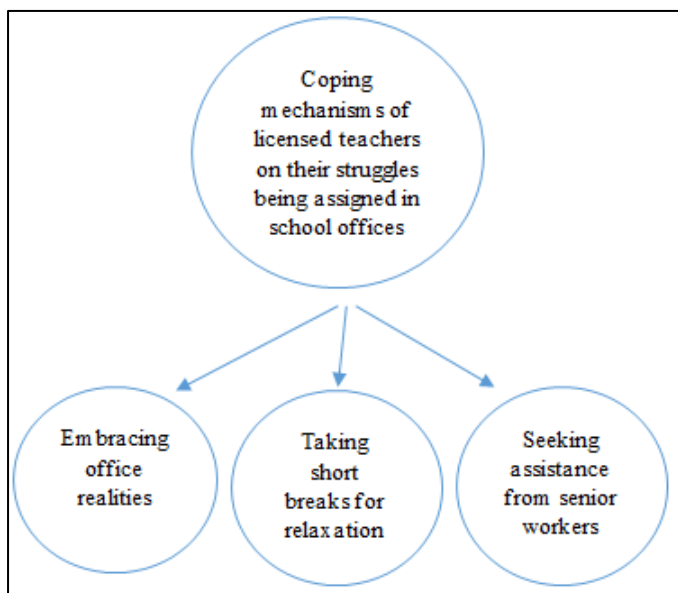 Coping
mechanisms of
licensed teachers
on their struggles
being assigned in
school offices
Embracing
office
realities
Taking
short
breaks for
relaxation
Seeking
assistance
from senior
workers